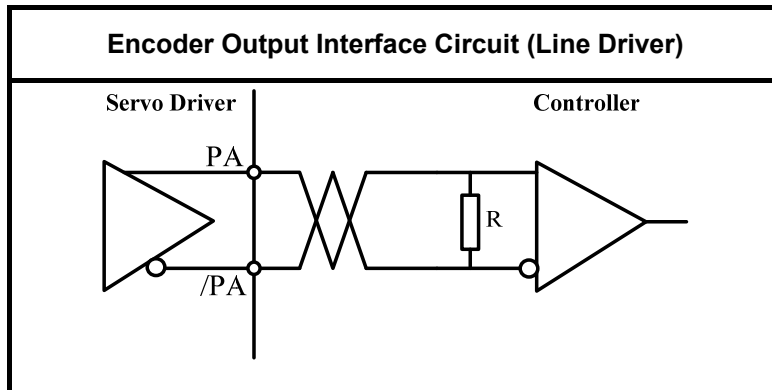 Encoder Output Interface Circuit (Line Driver)
Servo Driver
Controller
PA
R
/PA